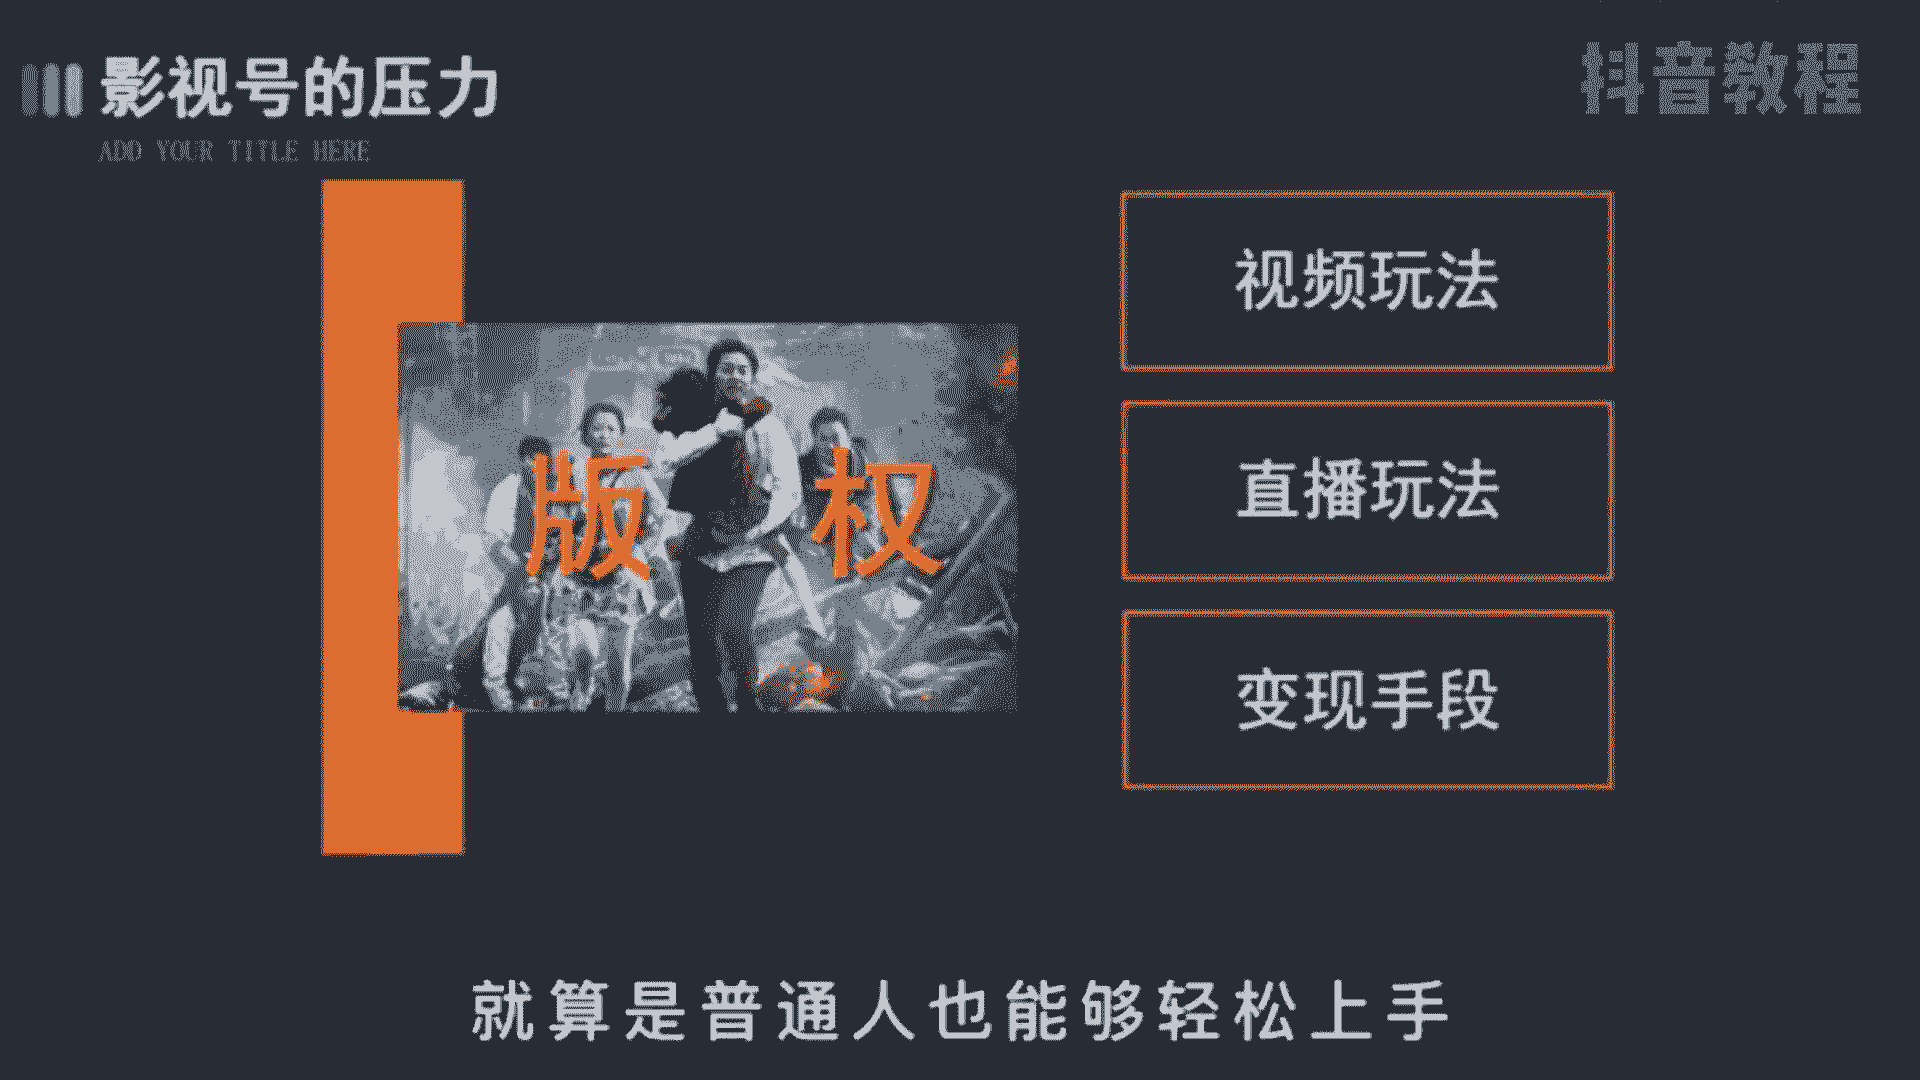 影视号的压力
抖音教程
ADD YOUR TITLE HERE
版权
视频玩法
直播玩法
变现手段
就算是普通人也能够轻松上手